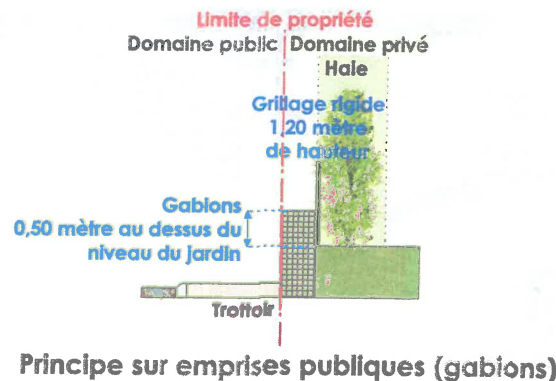 Limite de propriété
Domaine public Domaine privé
Haie
Grillage rigide
1,20 mètre
de hauteur
Gabions
0,50 mètre au dessus du
niveau du jardin
Trottoir
Principe sur emprises publiques (gabions)